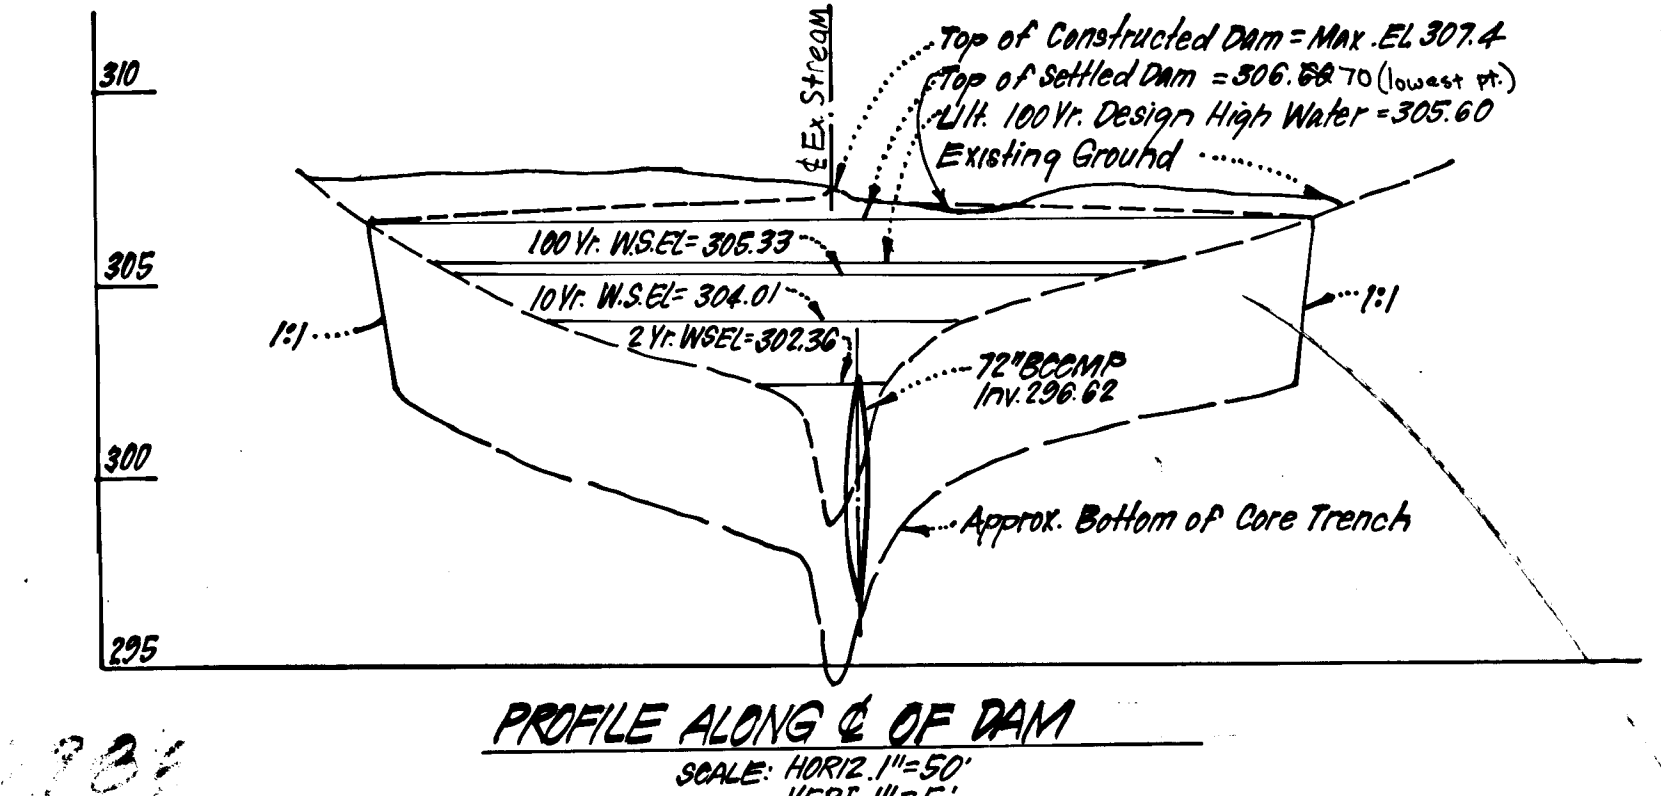 310
305
300
295
℄ Ex. Stream
Top of Constructed Dam = Max. EL 307.4
Top of Settled Dam = 306. 70 (lowest pt.)
Ult. 100 Yr. Design High Water = 305.60
Existing Ground
100 Yr. W.S.El = 305.33
10 Yr. W.S.El = 304.01
2 Yr. WSEL = 302.36
1:1
1:1
72" BCCMP
Inv. 296.62
Approx. Bottom of Core Trench
PROFILE ALONG ℄ OF DAM
SCALE: HORIZ. 1"=50'